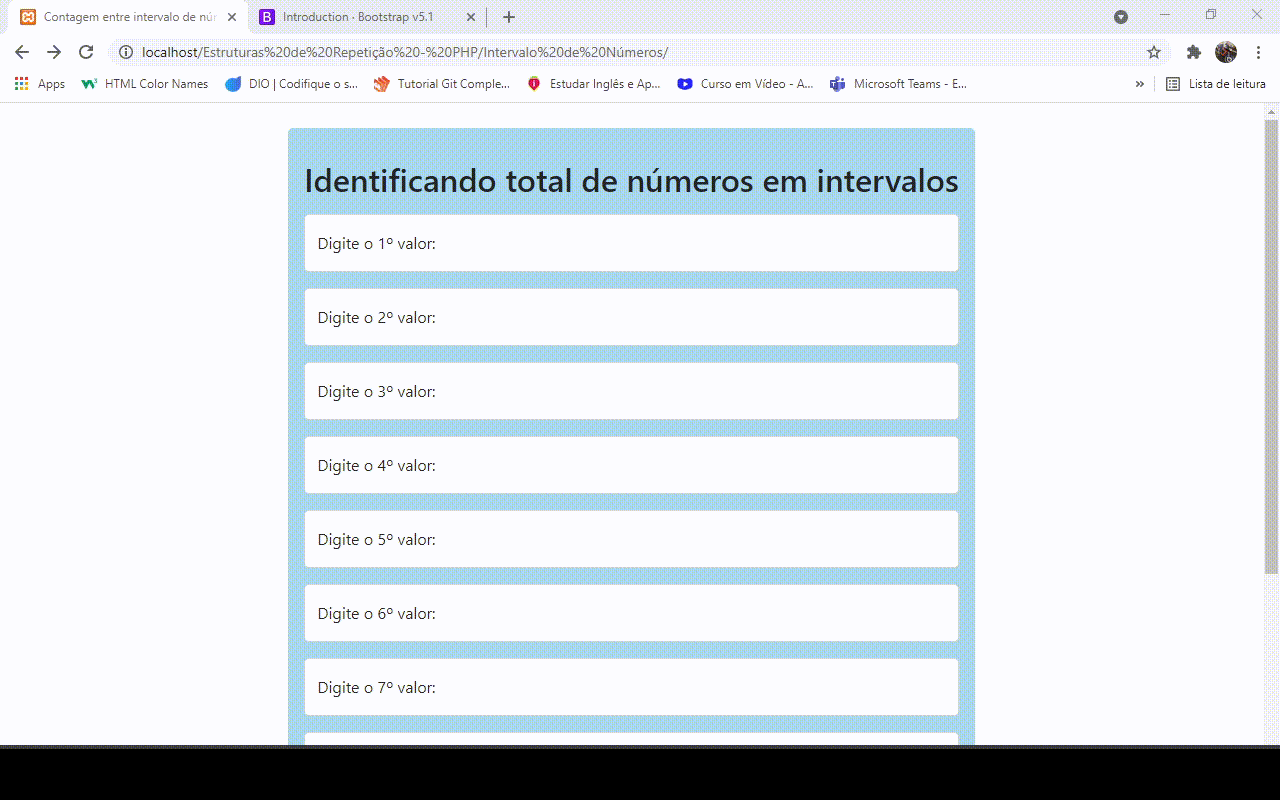 Contagem entre intervalo de nú
Introduction · Bootstrap v5.1
localhost/Estruturas%20de%20Repetição%20-%20PHP/Intervalo%20de%20Números/
Apps
HTML Color Names
DIO | Codifique o s...
Tutorial Git Comple...
Estudar Inglês e Ap...
Curso em Vídeo - A...
Microsoft Teams - E...
»
Lista de leitura
Identificando total de números em intervalos
Digite o 1º valor:
Digite o 2º valor:
Digite o 3º valor:
Digite o 4º valor:
Digite o 5º valor:
Digite o 6º valor:
Digite o 7º valor: